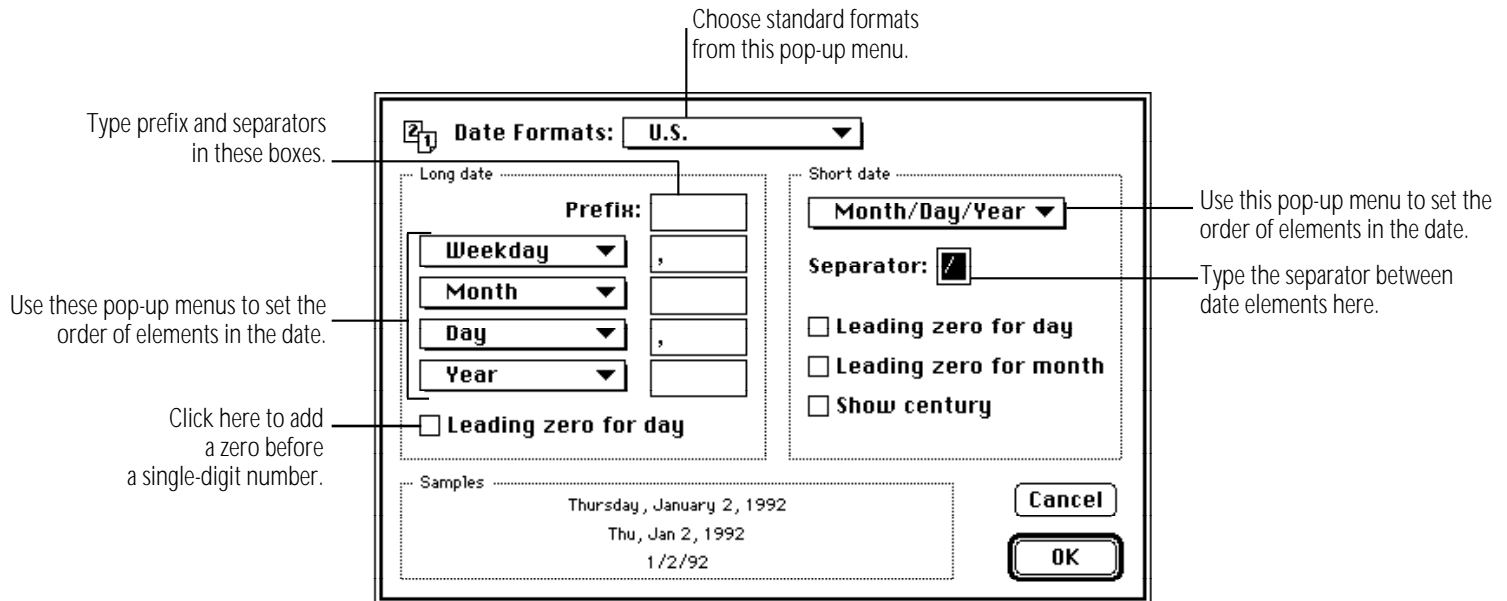 Choose standard formats
from this pop-up menu.
Type prefix and separators
in these boxes.
Date Formats: U.S.
Long date
Prefix:
Weekday ,
Month
Day ,
Year
Leading zero for day
Use these pop-up menus to set the
order of elements in the date.
Click here to add
a zero before
a single-digit number.
Short date
Month/Day/Year
Separator: /
Leading zero for day
Leading zero for month
Show century
Use this pop-up menu to set the
order of elements in the date.
Type the separator between
date elements here.
Samples
Thursday, January 2, 1992
Thu, Jan 2, 1992
1/2/92
Cancel
OK